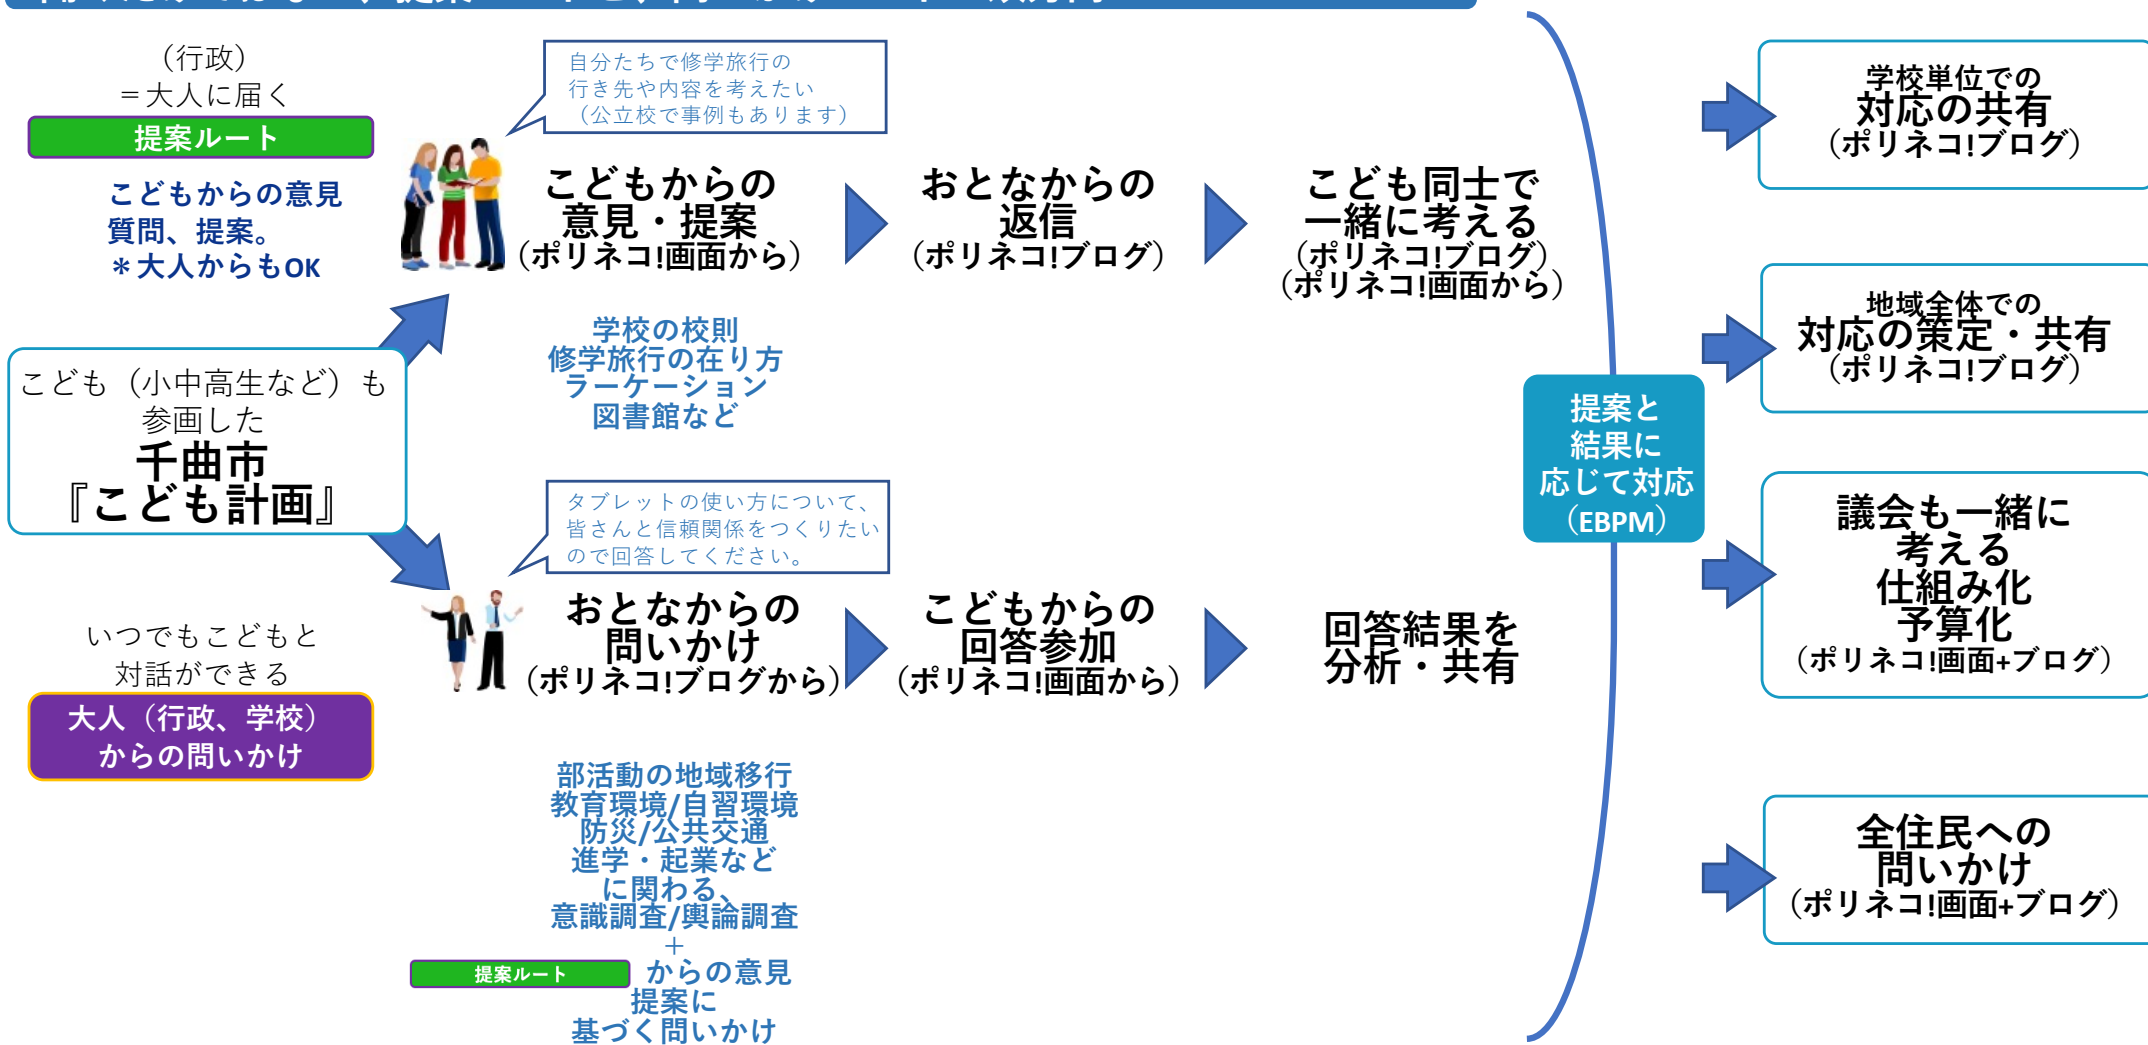 （行政）
＝大人に届く
提案ルート
こどもからの意見
質問、提案。
＊大人からもOK
こども（小中高生など）も
参画した
千曲市
『こども計画』
いつでもこどもと
対話ができる
大人（行政、学校）
からの問いかけ
自分たちで修学旅行の
行き先や内容を考えたい
（公立校で事例もあります）
こどもからの
意見・提案
（ポリネコ!画面から）
おとなからの
返信
（ポリネコ!ブログ）
こども同士で
一緒に考える
（ポリネコ!ブログ）
（ポリネコ!画面から）
学校の校則
修学旅行の在り方
ラーケーション
図書館など
タブレットの使い方について、
皆さんと信頼関係をつくりたい
ので回答してください。
おとなからの
問いかけ
（ポリネコ!ブログから）
こどもからの
回答参加
（ポリネコ!画面から）
回答結果を
分析・共有
部活動の地域移行
教育環境/自習環境
防災/公共交通
進学・起業など
に関わる、
意識調査/輿論調査
＋
提案ルート からの意見
提案に
基づく問いかけ
提案と
結果に
応じて対応
（EBPM）
学校単位での
対応の共有
（ポリネコ!ブログ）
地域全体での
対応の策定・共有
（ポリネコ!ブログ）
議会も一緒に
考える
仕組み化
予算化
（ポリネコ!画面+ブログ）
全住民への
問いかけ
（ポリネコ!画面+ブログ）